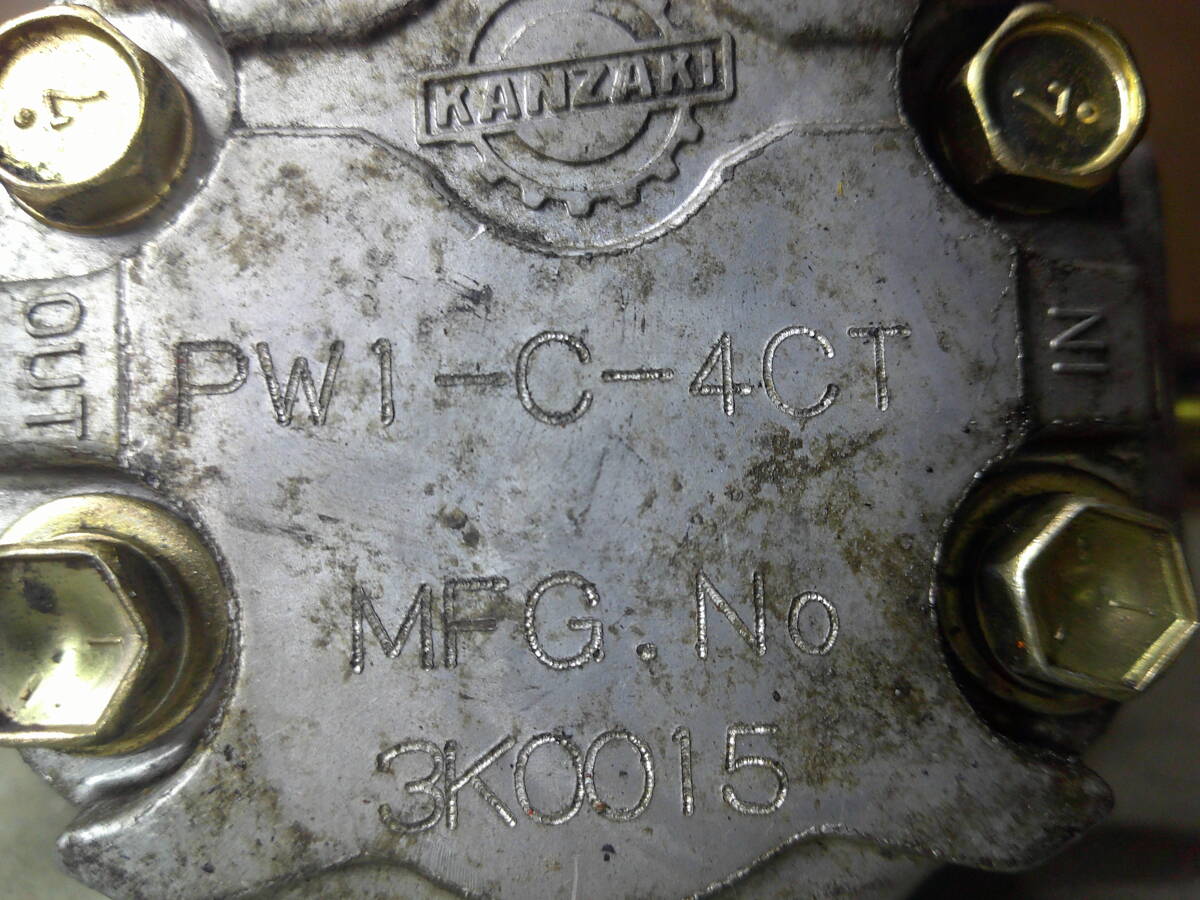 KANZAKI
OUT
IN
PW1-C-4CT
MFG.No
3K0015